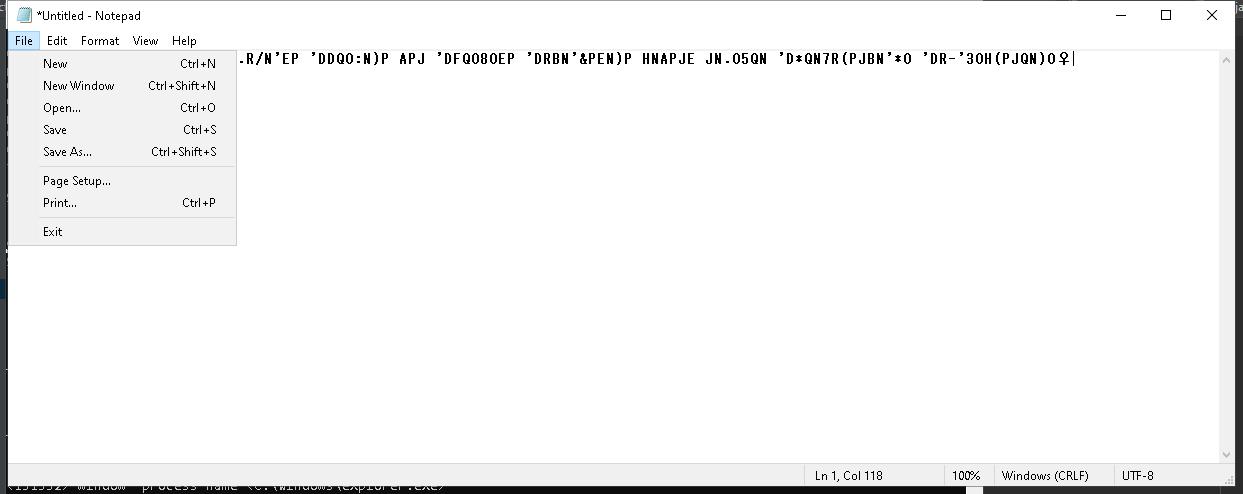 *Untitled - Notepad
File Edit Format View Help
.R/N'EP 'DDQO:N)P APJ 'DFQO8OEP 'DRBN'&PEN)P HNAPJE JN.O5QN 'D*QN7R(PJBN'*O 'DR-'3OH(PJQN)O♀
New Ctrl+N
New Window Ctrl+Shift+N
Open... Ctrl+O
Save Ctrl+S
Save As... Ctrl+Shift+S
Page Setup...
Print... Ctrl+P
Exit
Ln 1, Col 118 100% Windows (CRLF) UTF-8